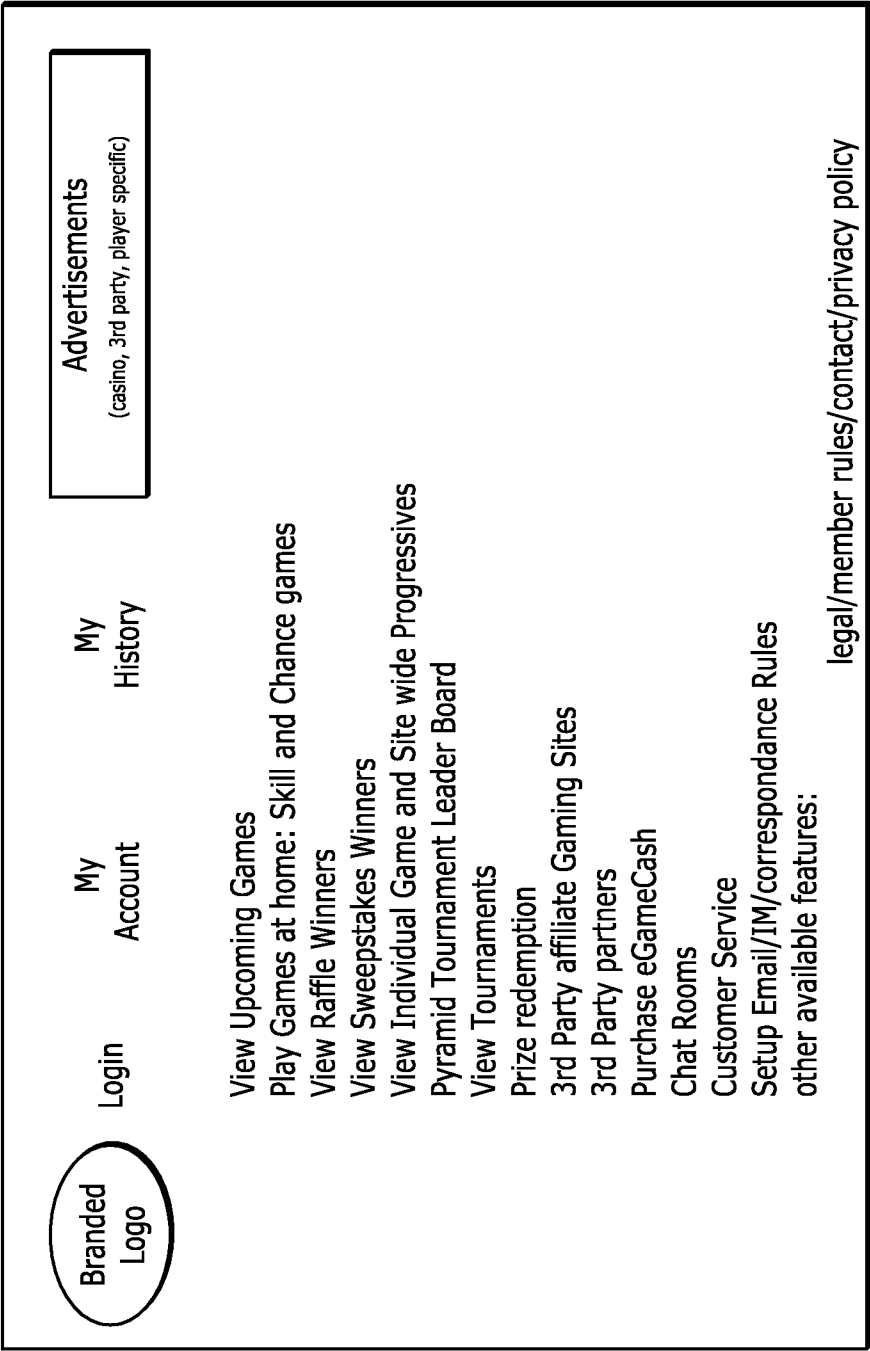 Branded
Logo
Login
My
Account
My
History
Advertisements
(casino, 3rd party, player specific)
View Upcoming Games
Play Games at home: Skill and Chance games
View Raffle Winners
View Sweepstakes Winners
View Individual Game and Site wide Progressives
Pyramid Tournament Leader Board
View Tournaments
Prize redemption
3rd Party affiliate Gaming Sites
3rd Party partners
Purchase eGameCash
Chat Rooms
Customer Service
Setup Email/IM/correspondance Rules
other available features:
legal/member rules/contact/privacy policy